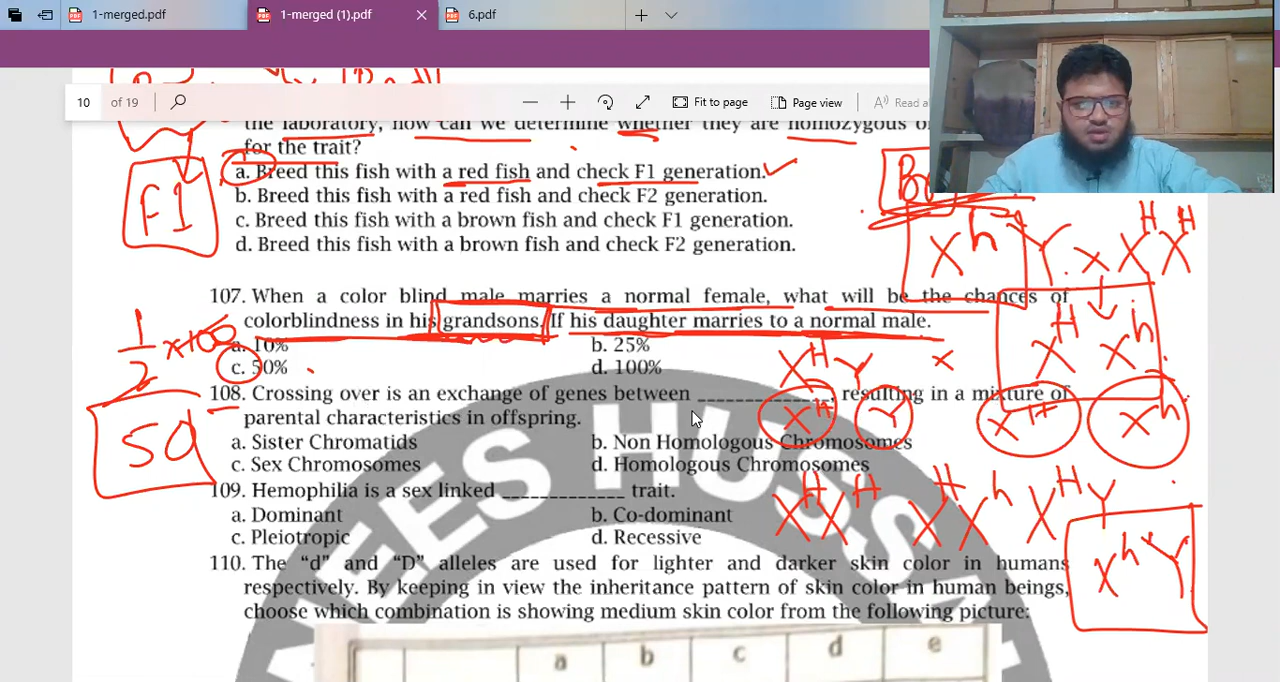 1-merged.pdf
1-merged (1).pdf
6.pdf
10 of 19
Fit to page
Page view
Read a
the laboratory, how can we determine whether they are homozygous o
for the trait?
a. Breed this fish with a red fish and check F1 generation.
b. Breed this fish with a red fish and check F2 generation.
c. Breed this fish with a brown fish and check F1 generation.
d. Breed this fish with a brown fish and check F2 generation.
F1
X^h Y x X^H X^H
107. When a color blind male marries a normal female, what will be the chances of
colorblindness in his grandsons. If his daughter marries to a normal male.
a. 10% b. 25%
c. 50% d. 100%
1/2 x 100
50
X^H Y x X^H X^h
X^H Y X^H X^h
108. Crossing over is an exchange of genes between ______________, resulting in a mixture of
parental characteristics in offspring.
a. Sister Chromatids b. Non Homologous Chromosomes
c. Sex Chromosomes d. Homologous Chromosomes
X^H X^H X^H X^h X^H Y X^h Y
109. Hemophilia is a sex linked _____________ trait.
a. Dominant b. Co-dominant
c. Pleiotropic d. Recessive
110. The “d” and “D” alleles are used for lighter and darker skin color in humans
respectively. By keeping in view the inheritance pattern of skin color in human beings,
choose which combination is showing medium skin color from the following picture:
a b c d e
EES HUSSA